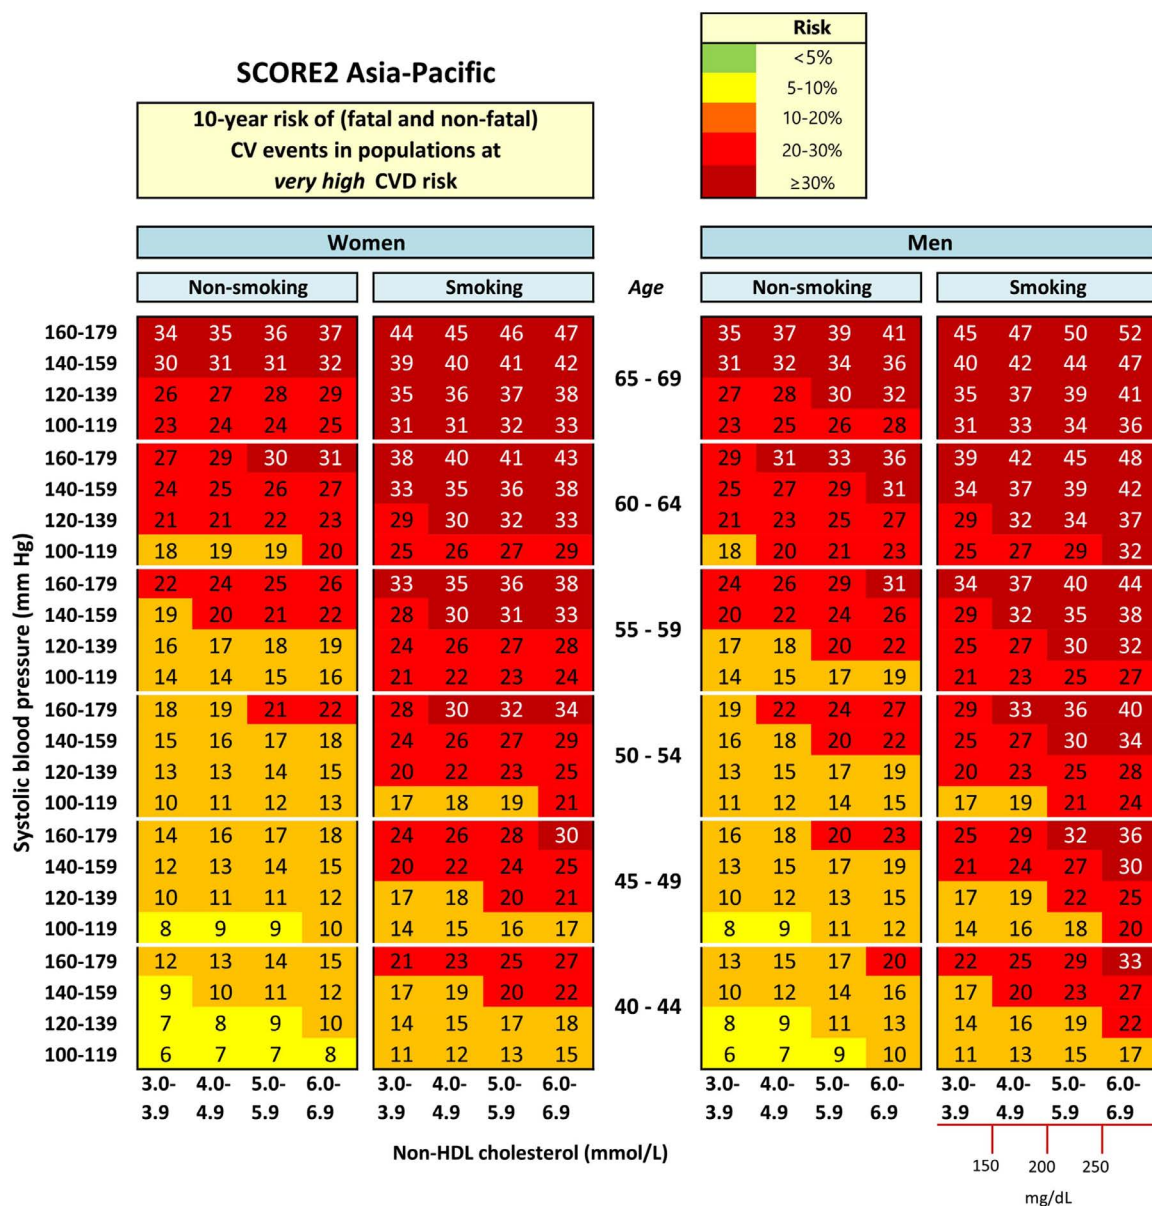 Risk
<5%
5-10%
10-20%
20-30%
≥30%
SCORE2 Asia-Pacific
10-year risk of (fatal and non-fatal)
CV events in populations at
very high CVD risk
Women
Men
Non-smoking Smoking Age Non-smoking Smoking
Systolic blood pressure (mm Hg)
65 - 69
160-179 34 35 36 37 44 45 46 47 35 37 39 41 45 47 50 52
140-159 30 31 31 32 39 40 41 42 31 32 34 36 40 42 44 47
120-139 26 27 28 29 35 36 37 38 27 28 30 32 35 37 39 41
100-119 23 24 24 25 31 31 32 33 23 25 26 28 31 33 34 36
60 - 64
160-179 27 29 30 31 38 40 41 43 29 31 33 36 39 42 45 48
140-159 24 25 26 27 33 35 36 38 25 27 29 31 34 37 39 42
120-139 21 21 22 23 29 30 32 33 21 23 25 27 29 32 34 37
100-119 18 19 19 20 25 26 27 29 18 20 21 23 25 27 29 32
55 - 59
160-179 22 24 25 26 33 35 36 38 24 26 29 31 34 37 40 44
140-159 19 20 21 22 28 30 31 33 20 22 24 26 29 32 35 38
120-139 16 17 18 19 24 26 27 28 17 18 20 22 25 27 30 32
100-119 14 14 15 16 21 22 23 24 14 15 17 19 21 23 25 27
50 - 54
160-179 18 19 21 22 28 30 32 34 19 22 24 27 29 33 36 40
140-159 15 16 17 18 24 26 27 29 16 18 20 22 25 27 30 34
120-139 13 13 14 15 20 22 23 25 13 15 17 19 20 23 25 28
100-119 10 11 12 13 17 18 19 21 11 12 14 15 17 19 21 24
45 - 49
160-179 14 16 17 18 24 26 28 30 16 18 20 23 25 29 32 36
140-159 12 13 14 15 20 22 24 25 13 15 17 19 21 24 27 30
120-139 10 11 11 12 17 18 20 21 10 12 13 15 17 19 22 25
100-119 8 9 9 10 14 15 16 17 8 9 11 12 14 16 18 20
40 - 44
160-179 12 13 14 15 21 23 25 27 13 15 17 20 22 25 29 33
140-159 9 10 11 12 17 19 20 22 10 12 14 16 17 20 23 27
120-139 7 8 9 10 14 15 17 18 8 9 11 13 14 16 19 22
100-119 6 7 7 8 11 12 13 15 6 7 9 10 11 13 15 17
3.0- 4.0- 5.0- 6.0- 3.0- 4.0- 5.0- 6.0- 3.0- 4.0- 5.0- 6.0- 3.0- 4.0- 5.0- 6.0-
3.9 4.9 5.9 6.9 3.9 4.9 5.9 6.9 3.9 4.9 5.9 6.9 3.9 4.9 5.9 6.9
Non-HDL cholesterol (mmol/L)
150 200 250
mg/dL